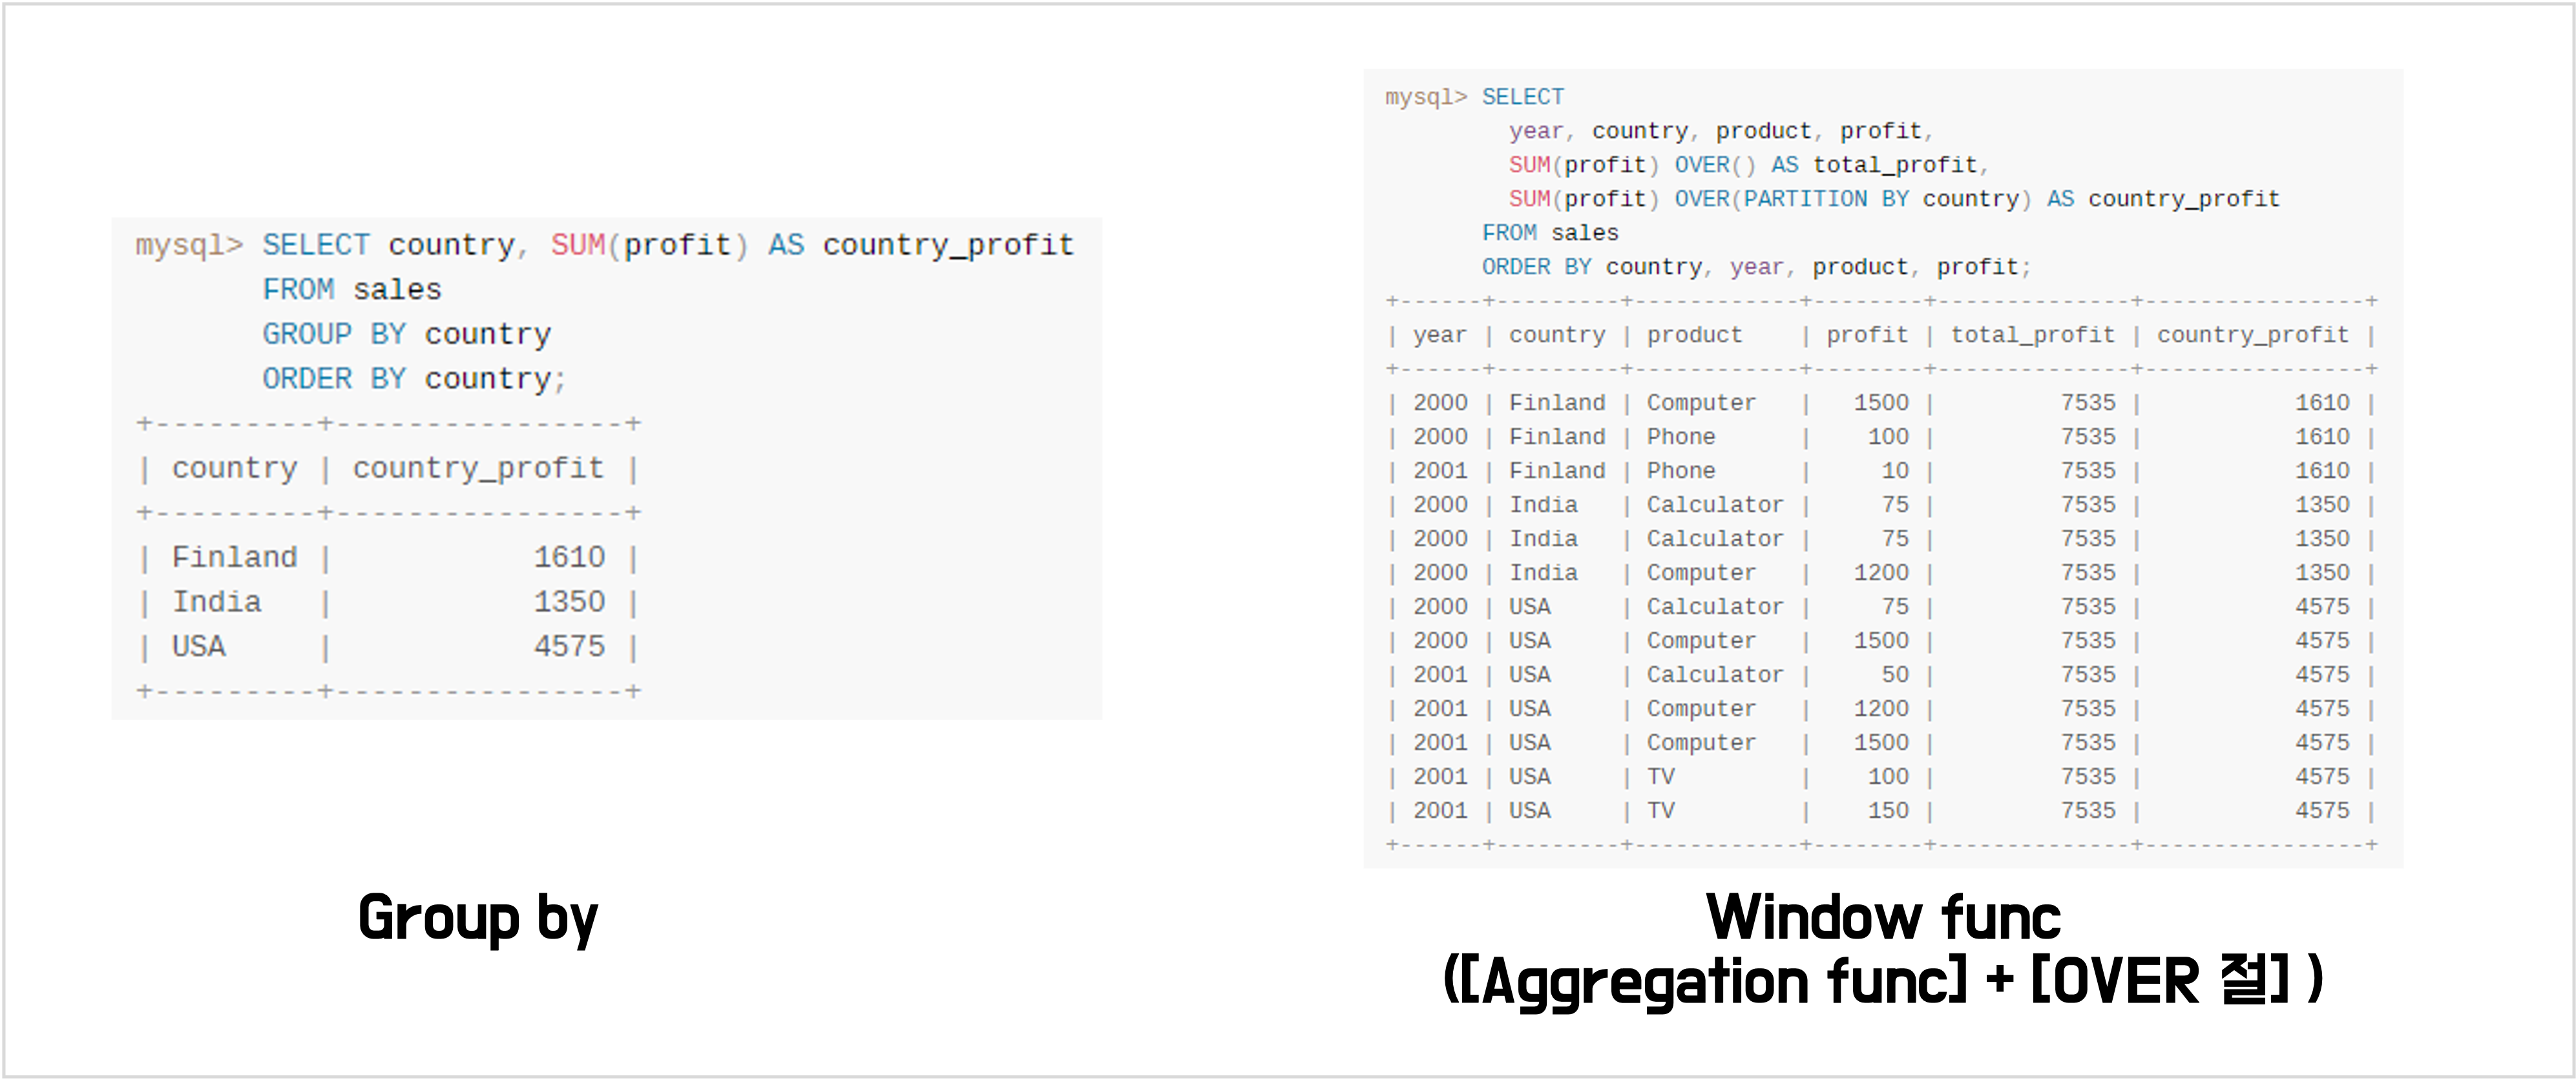 mysql> SELECT country, SUM(profit) AS country_profit
       FROM sales
       GROUP BY country
       ORDER BY country;
+---------+----------------+
| country | country_profit |
+---------+----------------+
| Finland |           1610 |
| India   |           1350 |
| USA     |           4575 |
+---------+----------------+
Group by
mysql> SELECT
         year, country, product, profit,
         SUM(profit) OVER() AS total_profit,
         SUM(profit) OVER(PARTITION BY country) AS country_profit
       FROM sales
       ORDER BY country, year, product, profit;
+------+---------+------------+--------+--------------+----------------+
| year | country | product    | profit | total_profit | country_profit |
+------+---------+------------+--------+--------------+----------------+
| 2000 | Finland | Computer   |   1500 |         7535 |           1610 |
| 2000 | Finland | Phone      |    100 |         7535 |           1610 |
| 2001 | Finland | Phone      |     10 |         7535 |           1610 |
| 2000 | India   | Calculator |     75 |         7535 |           1350 |
| 2000 | India   | Calculator |     75 |         7535 |           1350 |
| 2000 | India   | Computer   |   1200 |         7535 |           1350 |
| 2000 | USA     | Calculator |     75 |         7535 |           4575 |
| 2000 | USA     | Computer   |   1500 |         7535 |           4575 |
| 2001 | USA     | Calculator |     50 |         7535 |           4575 |
| 2001 | USA     | Computer   |   1200 |         7535 |           4575 |
| 2001 | USA     | Computer   |   1500 |         7535 |           4575 |
| 2001 | USA     | TV         |    100 |         7535 |           4575 |
| 2001 | USA     | TV         |    150 |         7535 |           4575 |
+------+---------+------------+--------+--------------+----------------+
Window func
([Aggregation func] + [OVER 절] )